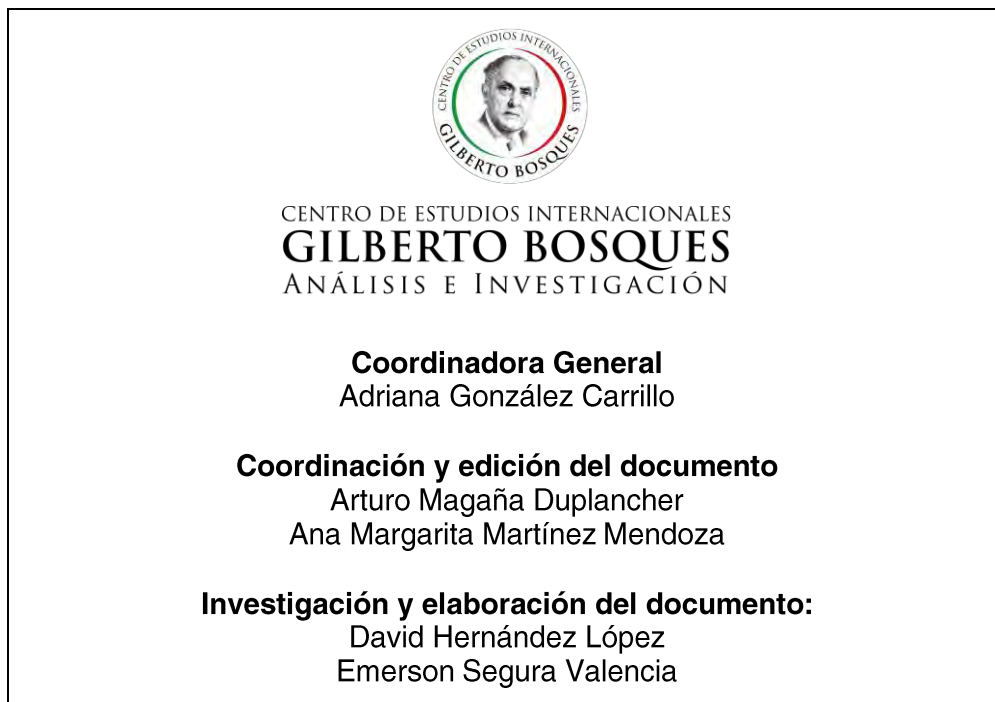 CENTRO DE ESTUDIOS INTERNACIONALES
GILBERTO BOSQUES
CENTRO DE ESTUDIOS INTERNACIONALES
GILBERTO BOSQUES
ANÁLISIS E INVESTIGACIÓN
Coordinadora General
Adriana González Carrillo
Coordinación y edición del documento
Arturo Magaña Duplancher
Ana Margarita Martínez Mendoza
Investigación y elaboración del documento:
David Hernández López
Emerson Segura Valencia